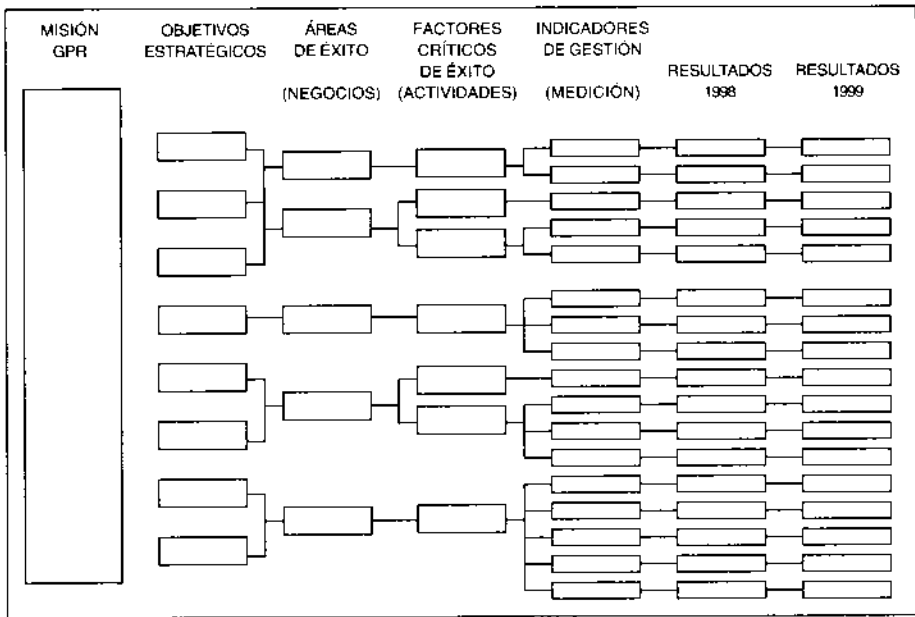 MISIÓN
GPR
OBJETIVOS
ESTRATÉGICOS
ÁREAS
DE ÉXITO
(NEGOCIOS)
FACTORES
CRÍTICOS
DE ÉXITO
(ACTIVIDADES)
INDICADORES
DE GESTIÓN
(MEDICIÓN)
RESULTADOS
1998
RESULTADOS
1999